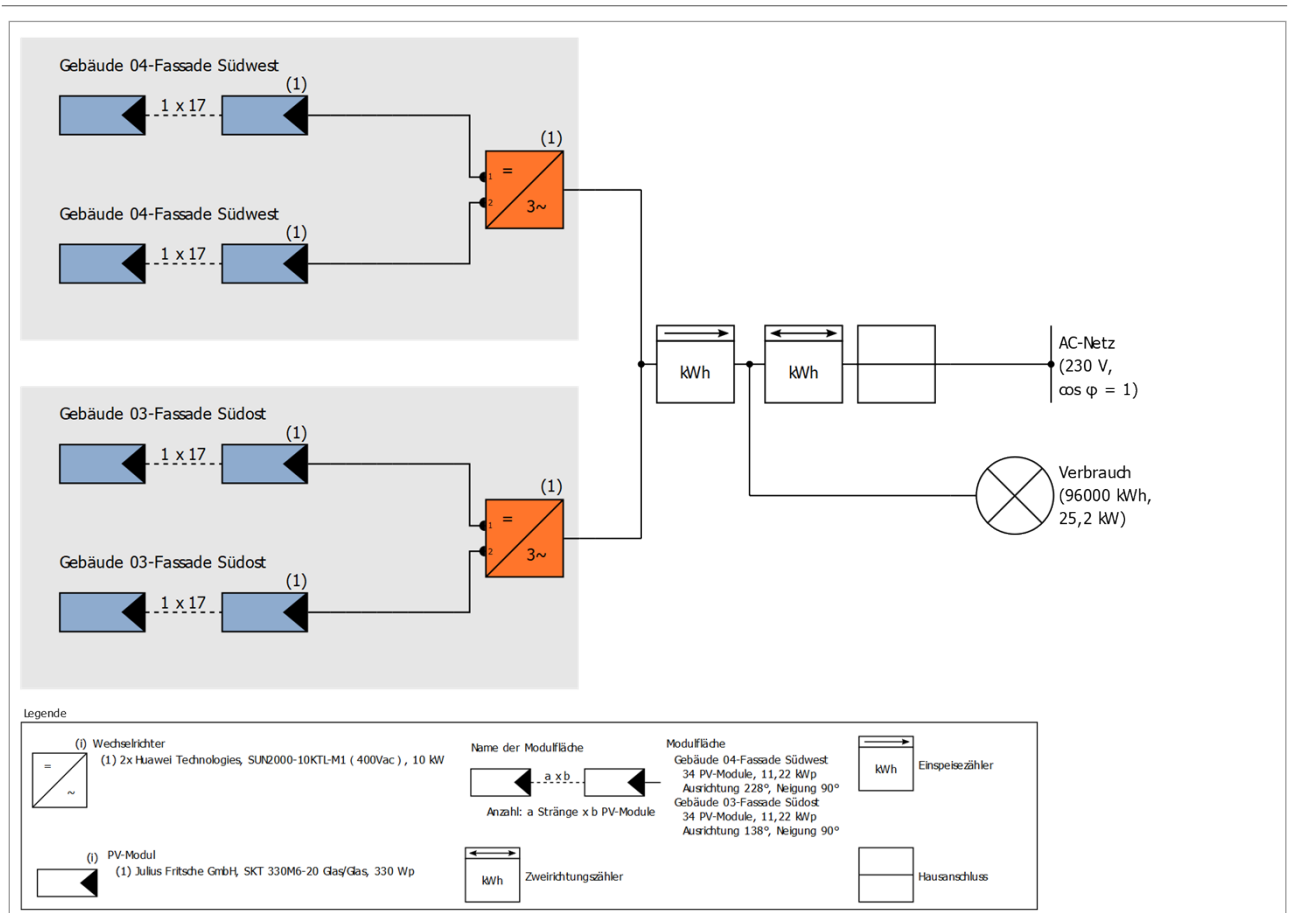 Gebäude 04-Fassade Südwest
(1)
1 x 17
(1)
1
=
3~
2
Gebäude 04-Fassade Südwest
(1)
1 x 17
Gebäude 03-Fassade Südost
(1)
1 x 17
(1)
1
=
3~
2
Gebäude 03-Fassade Südost
(1)
1 x 17
kWh
kWh
AC-Netz
(230 V,
cos φ = 1)
Verbrauch
(96000 kWh,
25,2 kW)
Legende
(i) Wechselrichter
(1) 2x Huawei Technologies, SUN2000-10KTL-M1 ( 400Vac ) , 10 kW
=
~
(i) PV-Modul
(1) Julius Fritsche GmbH, SKT 330M6-20 Glas/Glas, 330 Wp
Name der Modulfläche
a x b
Anzahl: a Stränge x b PV-Module
kWh
Zweirichtungszähler
Modulfläche
Gebäude 04-Fassade Südwest
34 PV-Module, 11,22 kWp
Ausrichtung 228°, Neigung 90°
Gebäude 03-Fassade Südost
34 PV-Module, 11,22 kWp
Ausrichtung 138°, Neigung 90°
kWh
Einspeisezähler
Hausanschluss